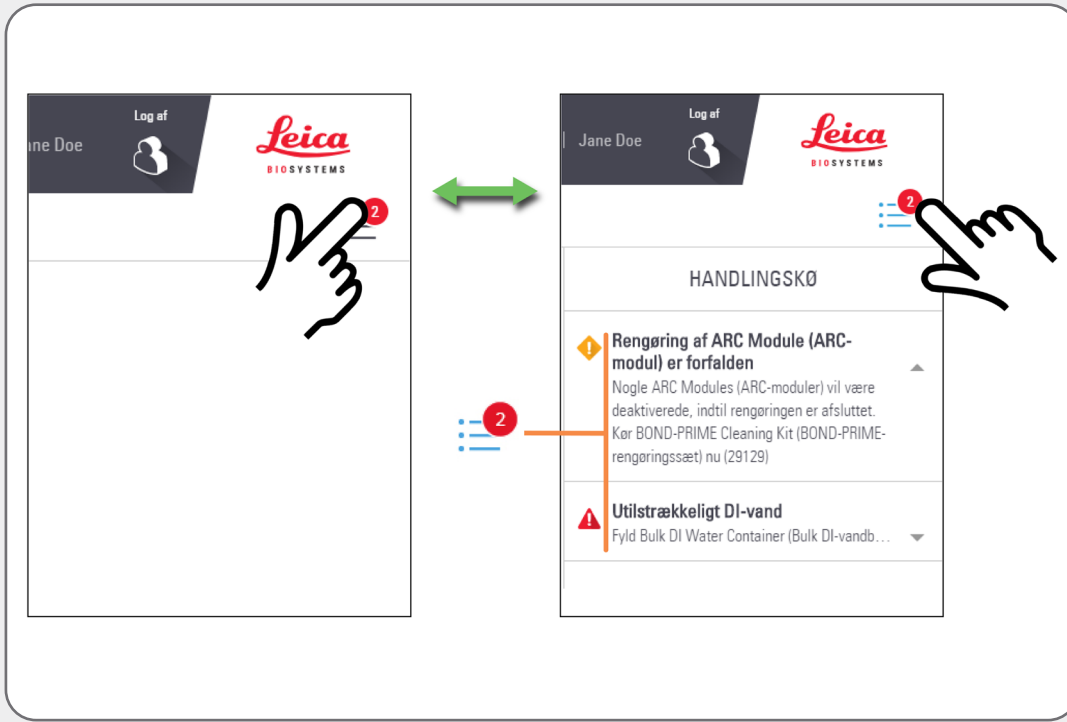 Log af
ne Doe
Leica
BIOSYSTEMS
2
Log af
Jane Doe
Leica
BIOSYSTEMS
2
HANDLINGSKØ
Rengøring af ARC Module (ARC-
modul) er forfalden
Nogle ARC Modules (ARC-moduler) vil være
deaktiverede, indtil rengøringen er afsluttet.
Kør BOND-PRIME Cleaning Kit (BOND-PRIME-
rengøringssæt) nu (29129)
2
Utilstrækkeligt DI-vand
Fyld Bulk DI Water Container (Bulk DI-vandb...